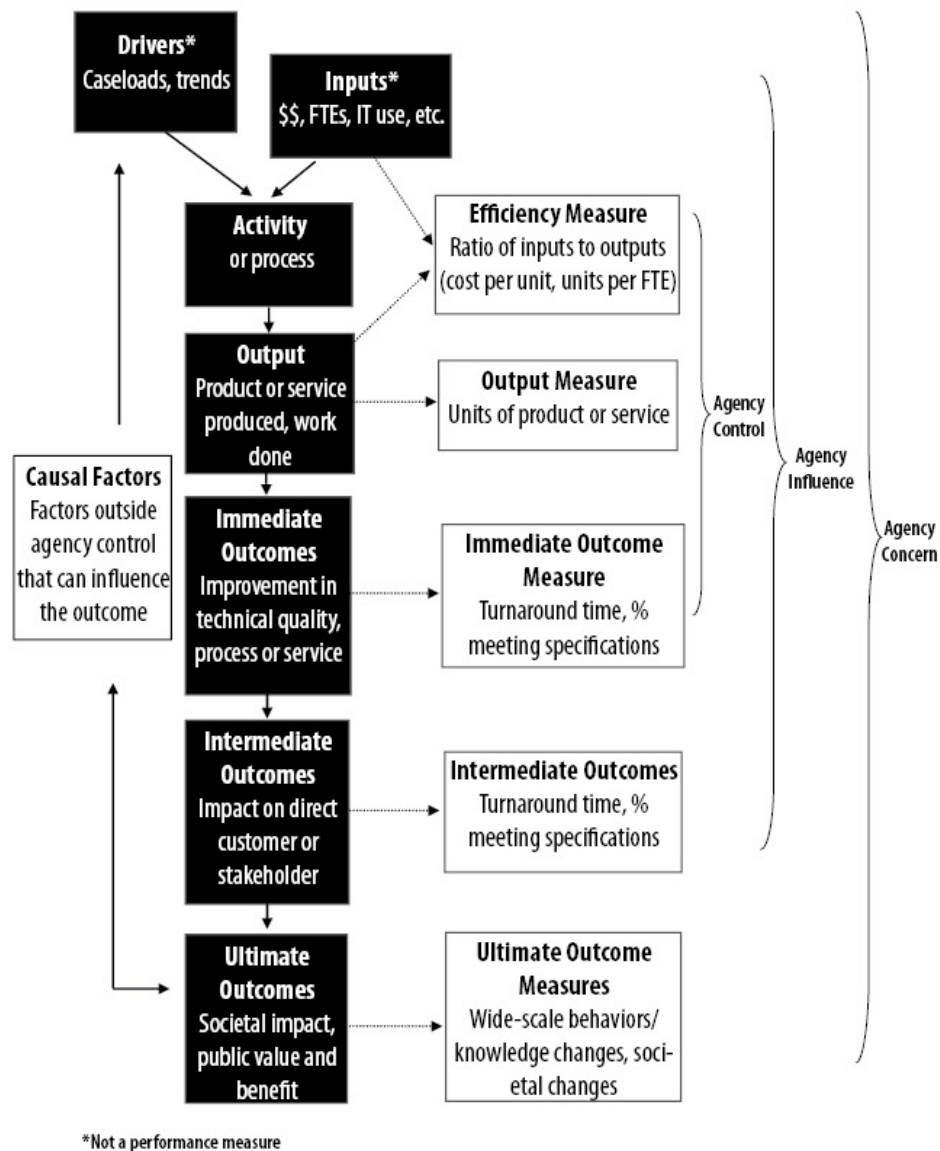 Drivers*
Caseloads, trends
Inputs*
$$, FTEs, IT use, etc.
Activity
or process
Efficiency Measure
Ratio of inputs to outputs
(cost per unit, units per FTE)
Output
Product or service
produced, work
done
Output Measure
Units of product or service
Agency
Control
Agency
Influence
Agency
Concern
Causal Factors
Factors outside
agency control
that can influence
the outcome
Immediate
Outcomes
Improvement in
technical quality,
process or service
Immediate Outcome
Measure
Turnaround time, %
meeting specifications
Intermediate
Outcomes
Impact on direct
customer or
stakeholder
Intermediate Outcomes
Turnaround time, %
meeting specifications
Ultimate
Outcomes
Societal impact,
public value and
benefit
Ultimate Outcome
Measures
Wide-scale behaviors/
knowledge changes, soci-
etal changes
*Not a performance measure